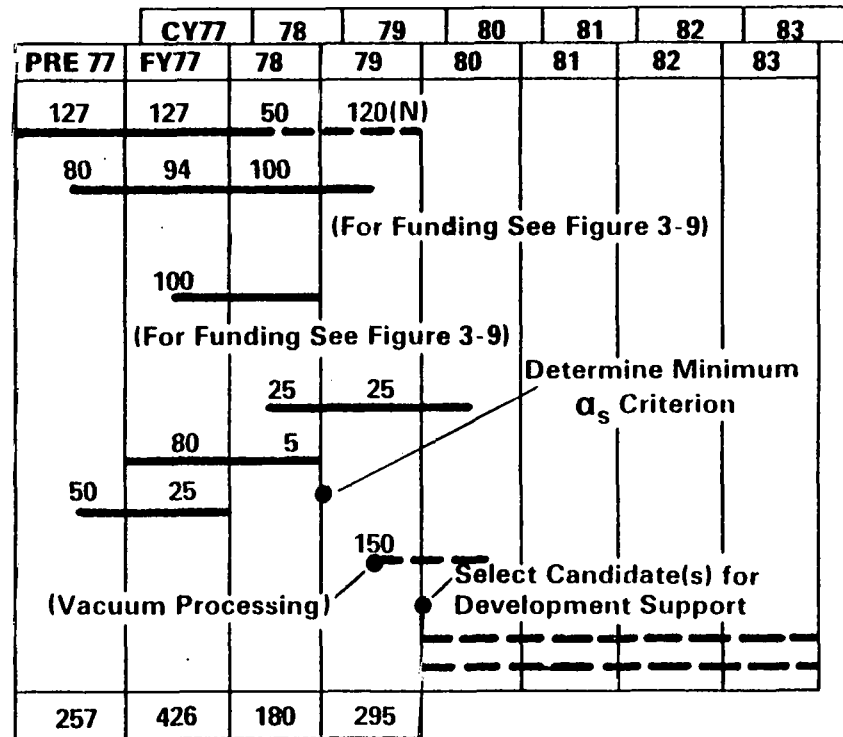 CY77 78 79 80 81 82 83
PRE 77 FY77 78 79 80 81 82 83
127 127 50 120(N)
80 94 100
(For Funding See Figure 3-9)
100
(For Funding See Figure 3-9)
Determine Minimum
αs Criterion
25 25
80 5
50 25
150
Select Candidate(s) for
(Vacuum Processing)
Development Support
257 426 180 295